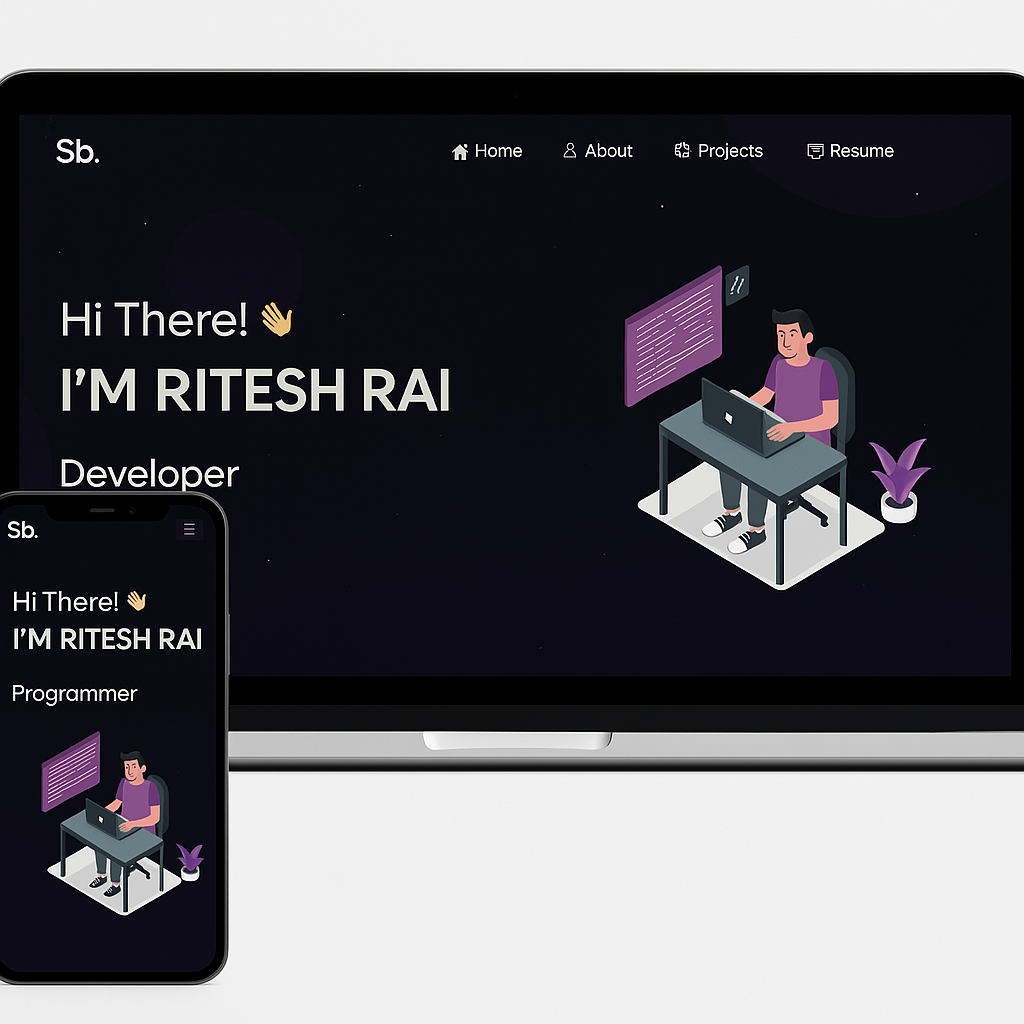 Sb.
Home About Projects Resume
Hi There! 👋
I'M RITESH RAI
Developer
Sb.
Hi There! 👋
I'M RITESH RAI
Programmer